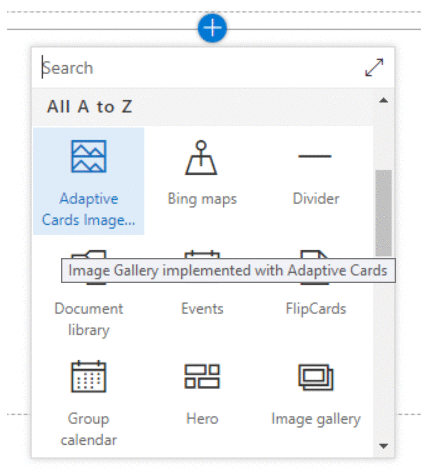 Search
All A to Z
Adaptive
Cards Image...
Bing maps
Divider
Image Gallery implemented with Adaptive Cards
Document
library
Events
FlipCards
Group
calendar
Hero
Image gallery